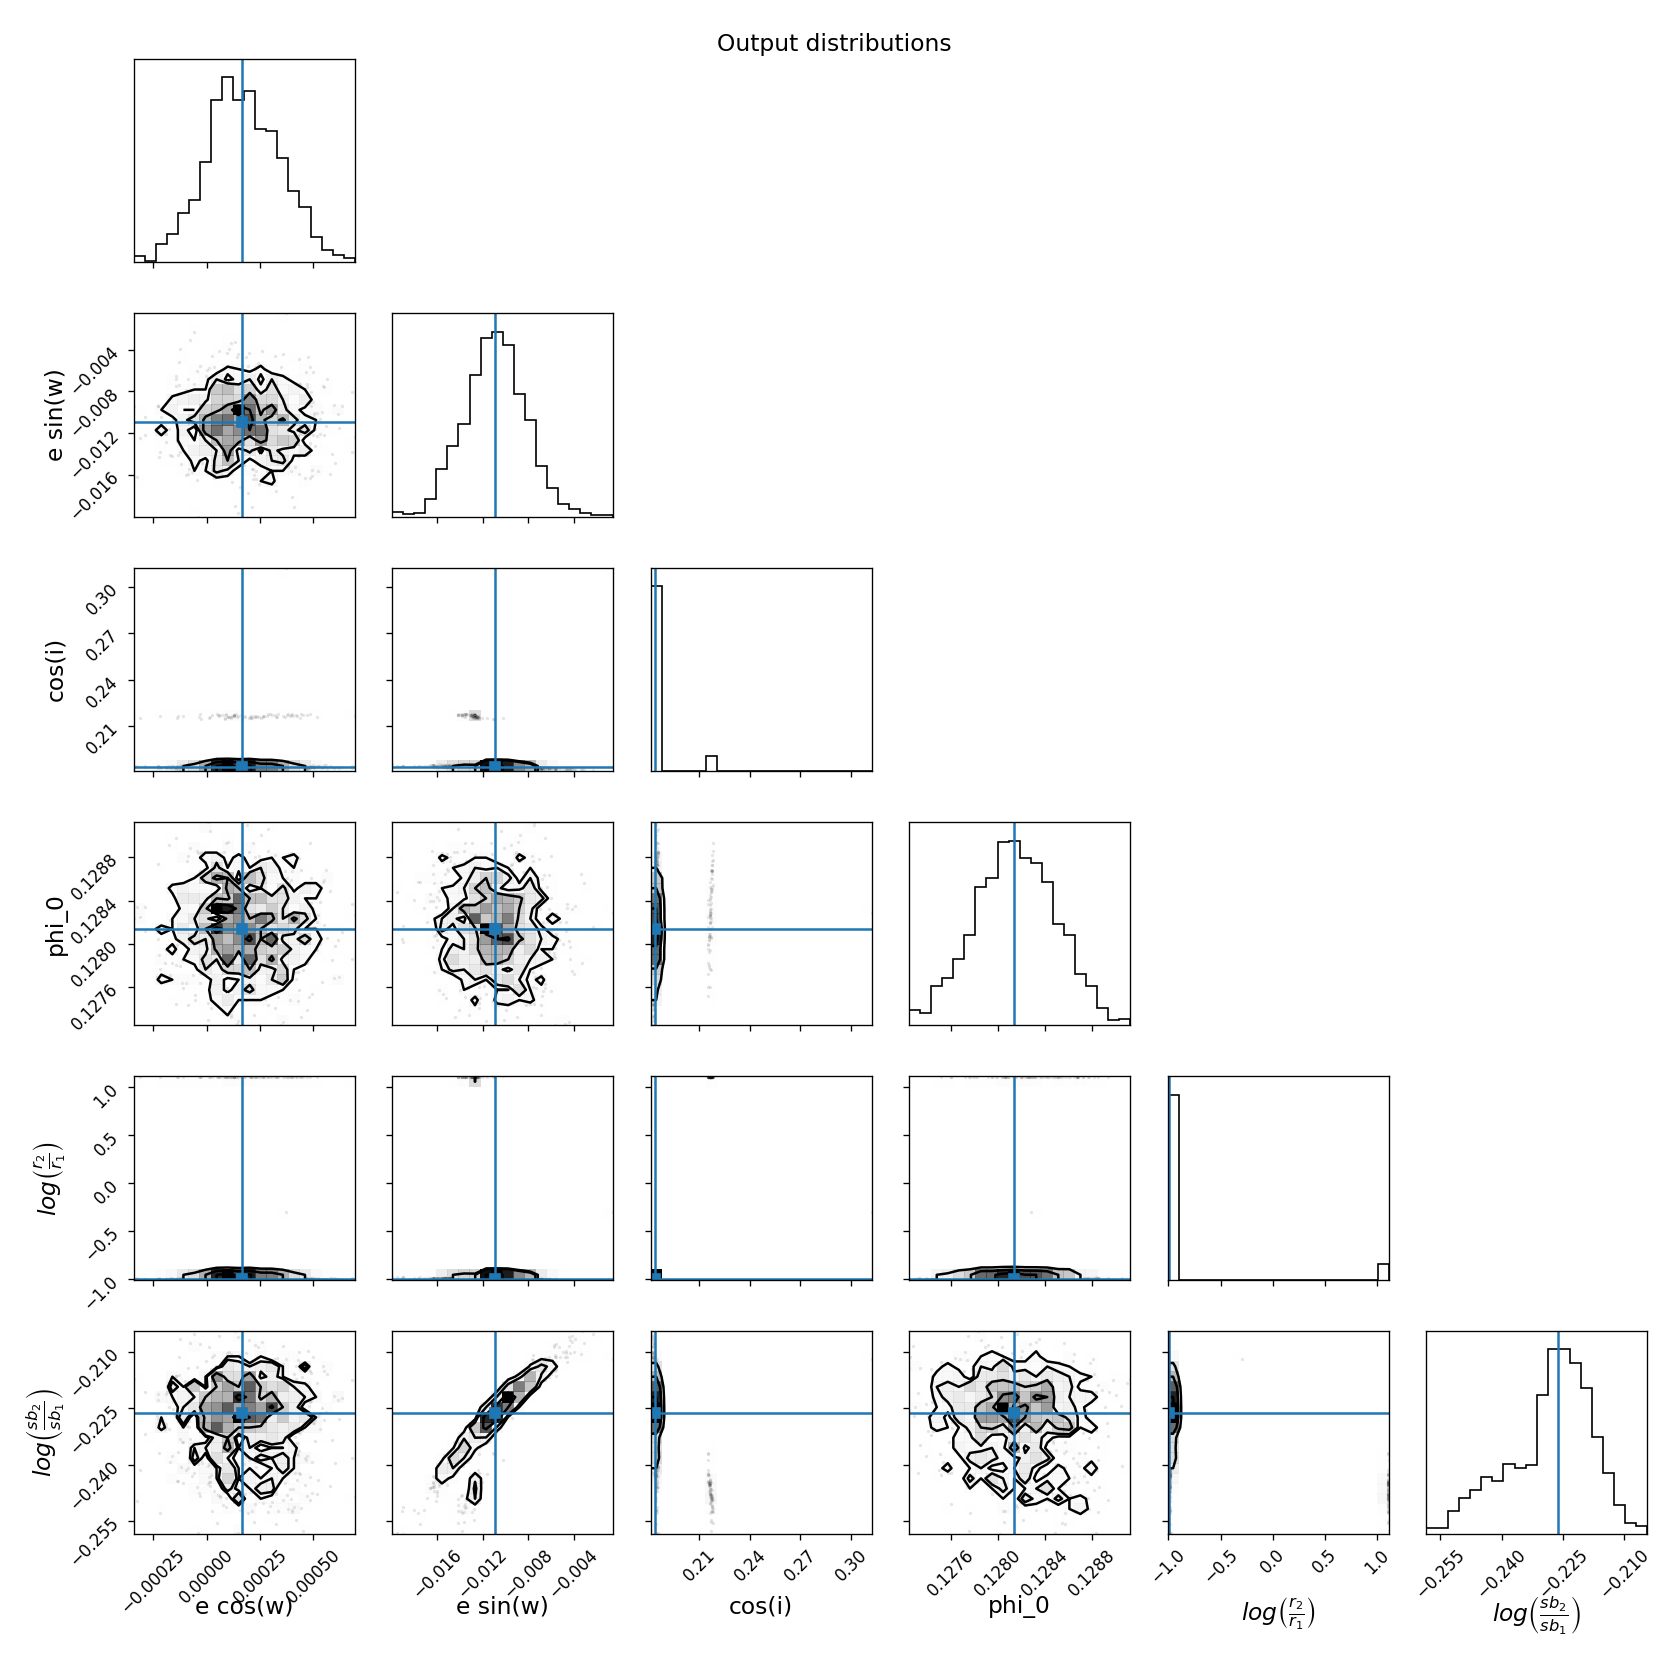 Output distributions
e sin(w)
−0.004
−0.008
−0.012
−0.016
cos(i)
0.30
0.27
0.24
0.21
phi_0
0.1288
0.1284
0.1280
0.1276
log(r₂/r₁)
1.0
0.5
0.0
−0.5
−1.0
log(sb₂/sb₁)
−0.210
−0.225
−0.240
−0.255
−0.00025 0.00000 0.00025 0.00050
−0.016 −0.012 −0.008 −0.004
0.21 0.24 0.27 0.30
0.1276 0.1280 0.1284 0.1288
−1.0 −0.5 0.0 0.5 1.0
−0.255 −0.240 −0.225 −0.210
e cos(w) e sin(w) cos(i) phi_0 log(r₂/r₁) log(sb₂/sb₁)